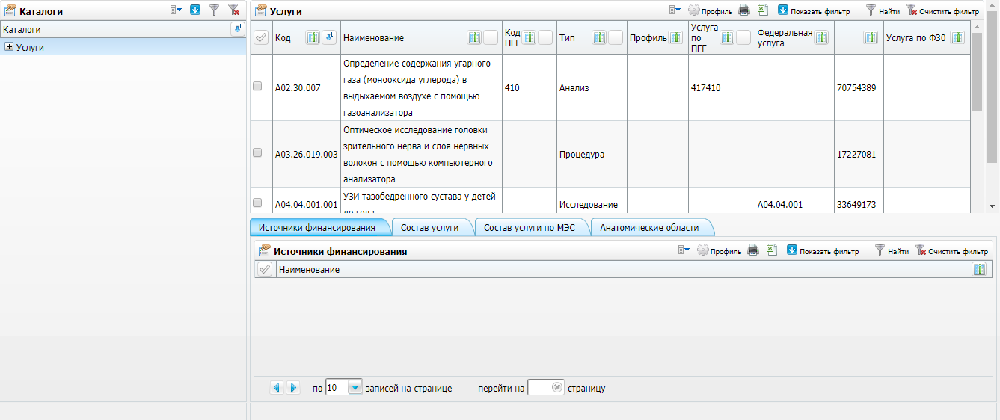 Каталоги
Каталоги
Услуги
Услуги
Профиль
Показать фильтр
Найти
Очистить фильтр
Код
Наименование
Код
ПГГ
Тип
Профиль
Услуга
по
ПГГ
Федеральная
услуга
Услуга по ФЗО
A02.30.007
Определение содержания угарного
газа (монооксида углерода) в
выдыхаемом воздухе с помощью
газоанализатора
410
Анализ
417410
70754389
A03.26.019.003
Оптическое исследование головки
зрительного нерва и слоя нервных
волокон с помощью компьютерного
анализатора
Процедура
17227081
A04.04.001.001
УЗИ тазобедренного сустава у детей
до года
Исследование
A04.04.001
33649173
Источники финансирования
Состав услуги
Состав услуги по МЭС
Анатомические области
Источники финансирования
Профиль
Показать фильтр
Найти
Очистить фильтр
Наименование
по 10 записей на странице
перейти на страницу